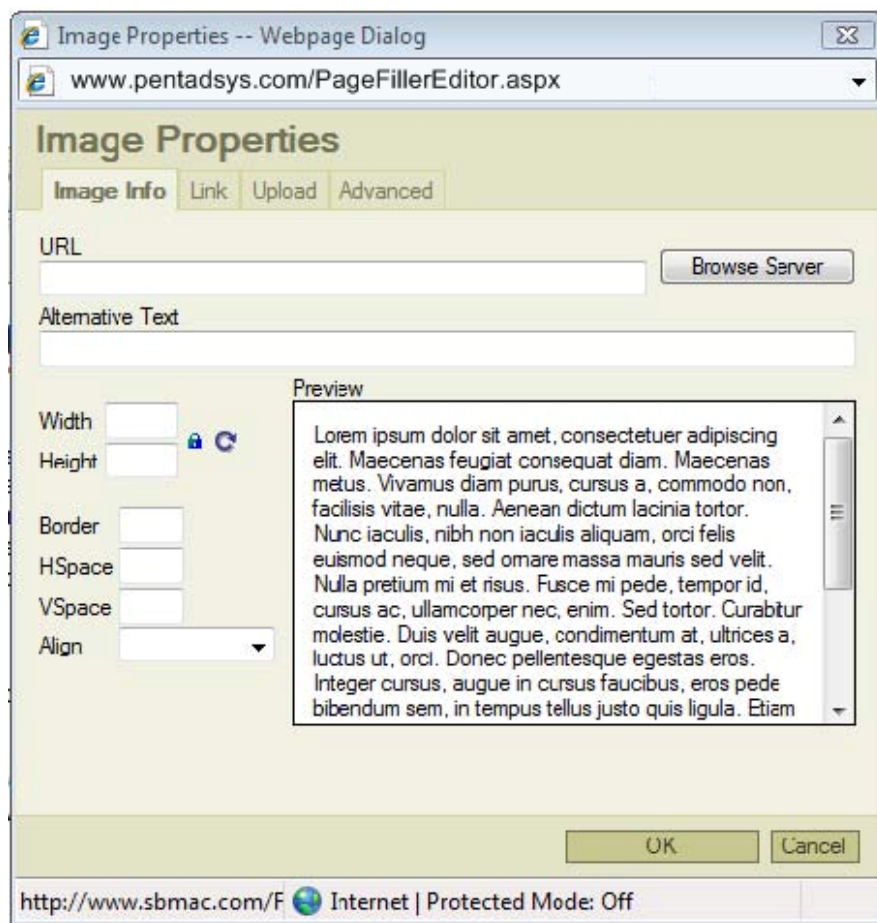 Image Properties -- Webpage Dialog
www.pentadsys.com/PageFillerEditor.aspx
Image Properties
Image Info Link Upload Advanced
URL
Browse Server
Alternative Text
Preview
Width
Height
Border
HSpace
VSpace
Align
Lorem ipsum dolor sit amet, consectetuer adipiscing
elit. Maecenas feugiat consequat diam. Maecenas
metus. Vivamus diam purus, cursus a, commodo non,
facilisis vitae, nulla. Aenean dictum lacinia tortor.
Nunc iaculis, nibh non iaculis aliquam, orci felis
euismod neque, sed ornare massa mauris sed velit.
Nulla pretium mi et risus. Fusce mi pede, tempor id,
cursus ac, ullamcorper nec, enim. Sed tortor. Curabitur
molestie. Duis velit augue, condimentum at, ultrices a,
luctus ut, orci. Donec pellentesque egestas eros.
Integer cursus, augue in cursus faucibus, eros pede
bibendum sem, in tempus tellus justo quis ligula. Etiam
OK Cancel
http://www.sbmac.com/F Internet | Protected Mode: Off